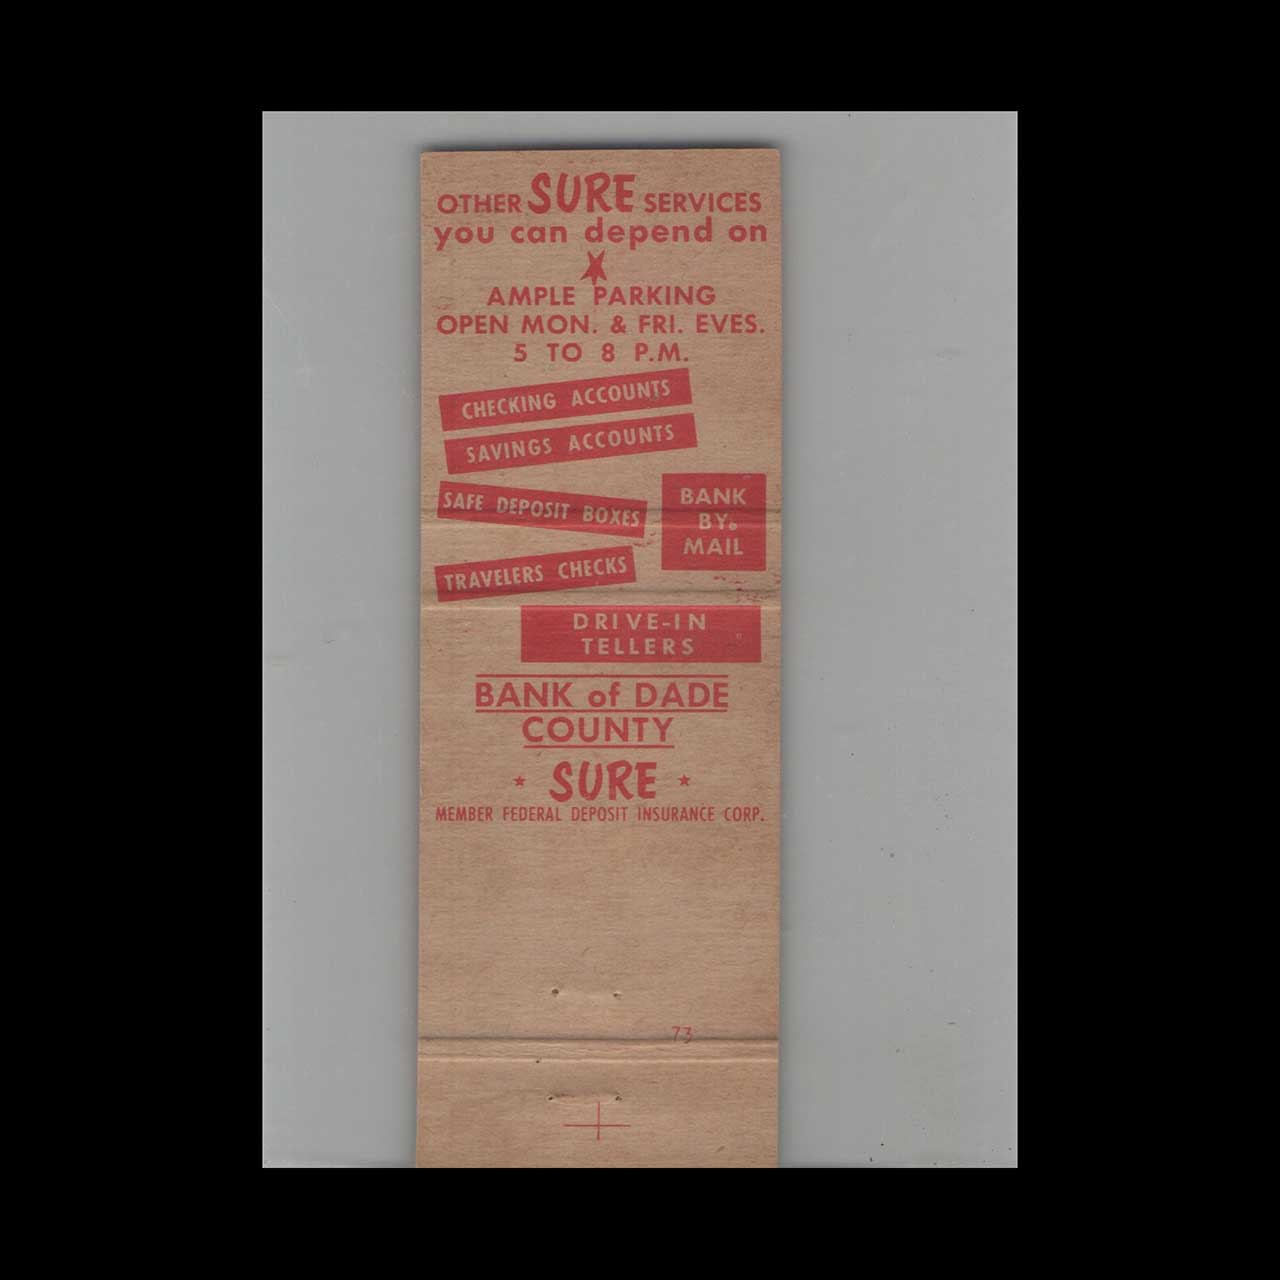 OTHER SURE SERVICES
you can depend on
AMPLE PARKING
OPEN MON. & FRI. EVES.
5 TO 8 P.M.
CHECKING ACCOUNTS
SAVINGS ACCOUNTS
SAFE DEPOSIT BOXES
BANK
BY
MAIL
TRAVELERS CHECKS
DRIVE-IN
TELLERS
BANK of DADE
COUNTY
SURE
MEMBER FEDERAL DEPOSIT INSURANCE CORP.
73